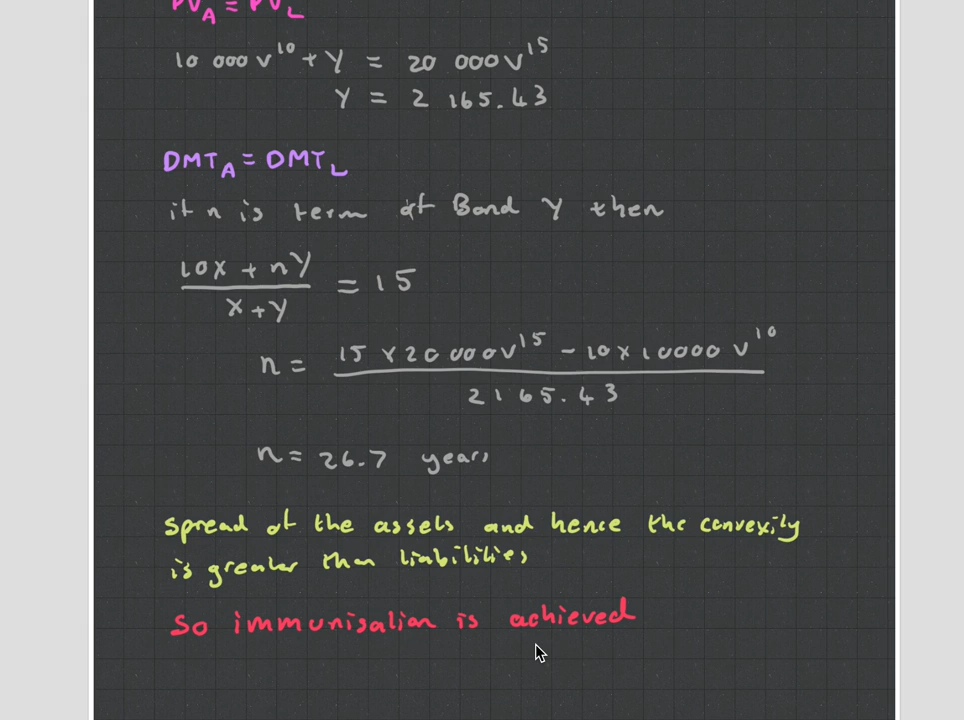 PV_A = PV_L
10 000 v^10 + Y = 20 000 v^15
Y = 2 165.43
DMT_A = DMT_L
if n is term of Bond Y then
(10X + nY) / (X + Y) = 15
n = (15 × 20 000 v^15 - 10 × 10000 v^10) / 2165.43
n = 26.7 years
spread of the assets and hence the convexity
is greater than liabilities
So immunisation is achieved